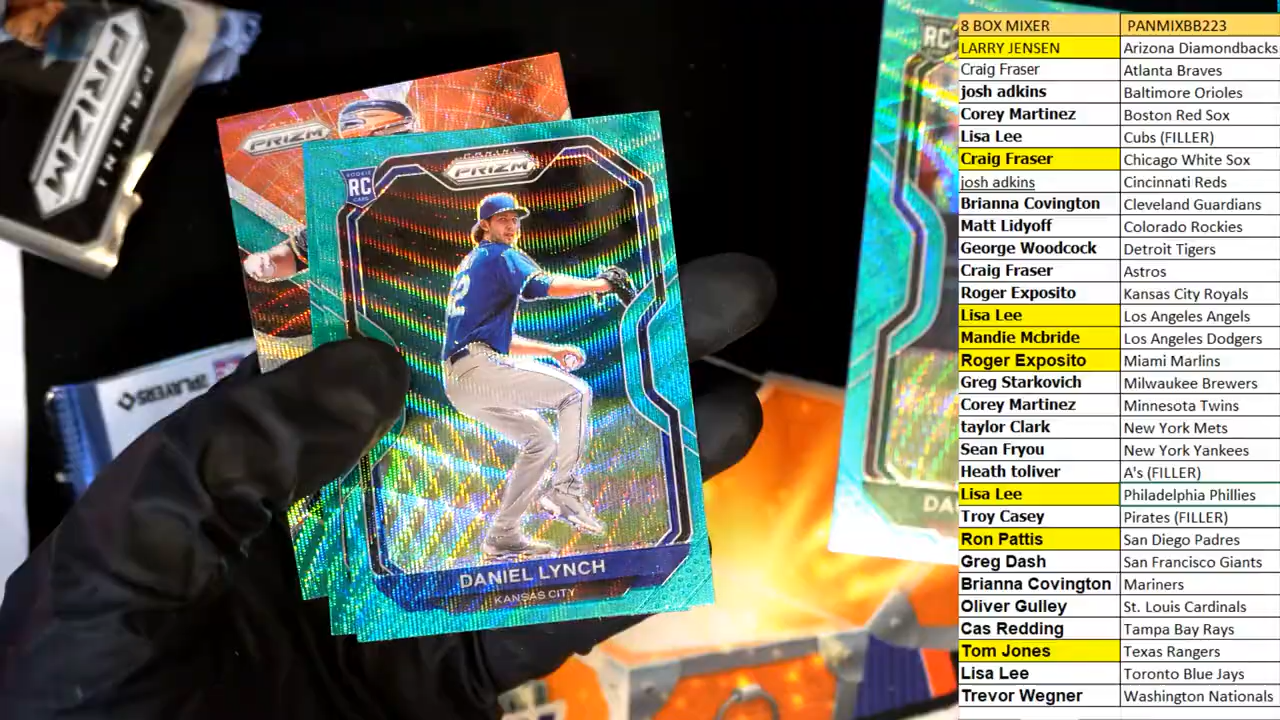 PRIZM
PRIZM
PLAYERS
PRIZM
PANINI
PRIZM
ROOKIE
RC
CARD
2
DANIEL LYNCH
KANSAS CITY
RC
DA
8 BOX MIXER PANMIXBB223
LARRY JENSEN Arizona Diamondbacks
Craig Fraser Atlanta Braves
josh adkins Baltimore Orioles
Corey Martinez Boston Red Sox
Lisa Lee Cubs (FILLER)
Craig Fraser Chicago White Sox
josh adkins Cincinnati Reds
Brianna Covington Cleveland Guardians
Matt Lidyoff Colorado Rockies
George Woodcock Detroit Tigers
Craig Fraser Astros
Roger Exposito Kansas City Royals
Lisa Lee Los Angeles Angels
Mandie Mcbride Los Angeles Dodgers
Roger Exposito Miami Marlins
Greg Starkovich Milwaukee Brewers
Corey Martinez Minnesota Twins
taylor Clark New York Mets
Sean Fryou New York Yankees
Heath toliver A's (FILLER)
Lisa Lee Philadelphia Phillies
Troy Casey Pirates (FILLER)
Ron Pattis San Diego Padres
Greg Dash San Francisco Giants
Brianna Covington Mariners
Oliver Gulley St. Louis Cardinals
Cas Redding Tampa Bay Rays
Tom Jones Texas Rangers
Lisa Lee Toronto Blue Jays
Trevor Wegner Washington Nationals